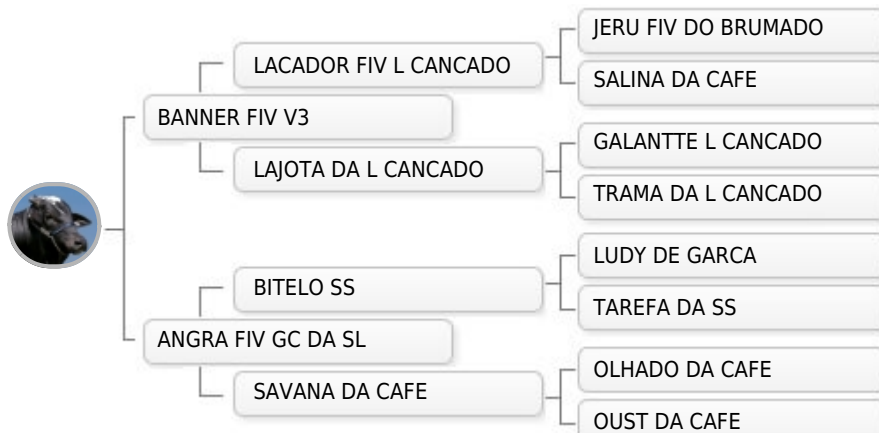 JERU FIV DO BRUMADO
LACADOR FIV L CANCADO
SALINA DA CAFE
BANNER FIV V3
GALANTTE L CANCADO
LAJOTA DA L CANCADO
TRAMA DA L CANCADO
LUDY DE GARCA
BITELO SS
TAREFA DA SS
ANGRA FIV GC DA SL
OLHADO DA CAFE
SAVANA DA CAFE
OUST DA CAFE